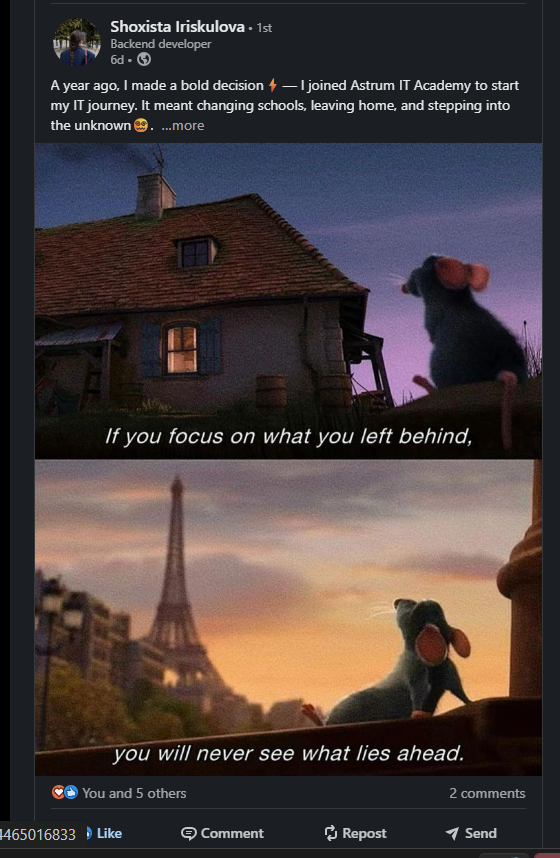 Shoxista Iriskulova • 1st
Backend developer
6d •
A year ago, I made a bold decision⚡ — I joined Astrum IT Academy to start
my IT journey. It meant changing schools, leaving home, and stepping into
the unknown🥸. ...more
If you focus on what you left behind,
you will never see what lies ahead.
You and 5 others
2 comments
4465016833
Like
Comment
Repost
Send